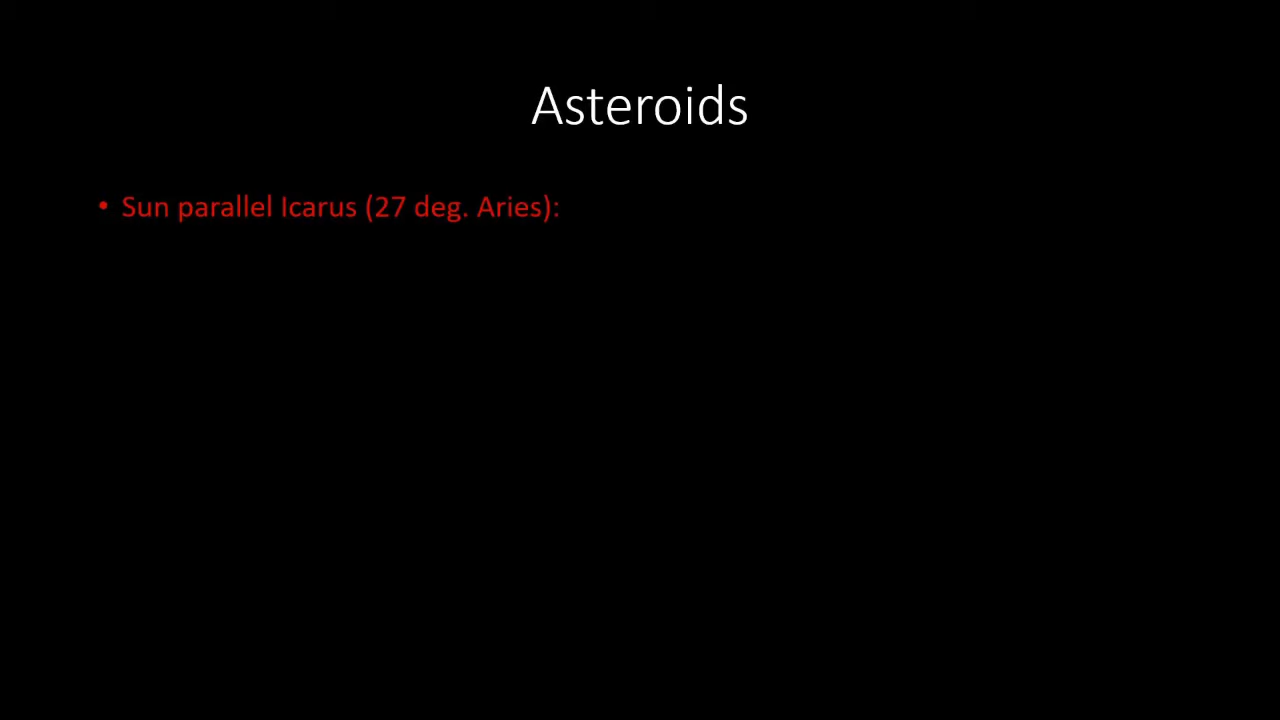 Asteroids
• Sun parallel Icarus (27 deg. Aries):